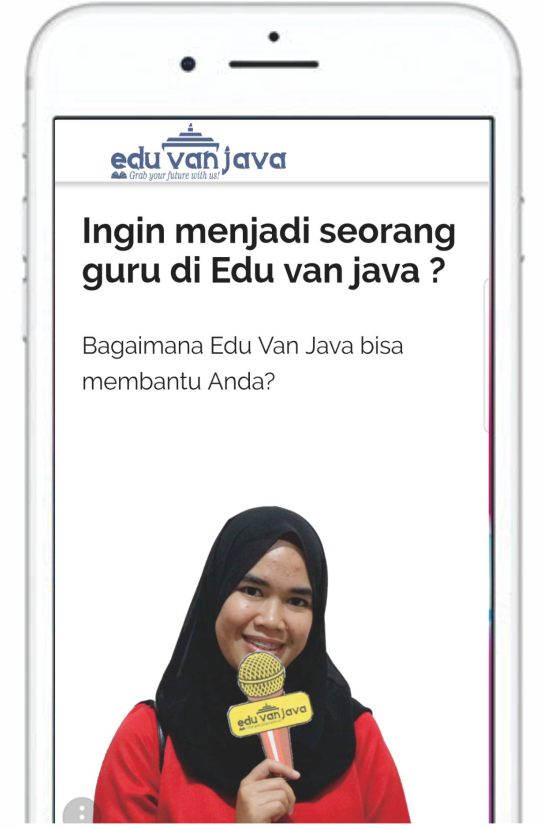 edu van java
Grab your future with us!
Ingin menjadi seorang
guru di Edu van java ?
Bagaimana Edu Van Java bisa
membantu Anda?
edu van java